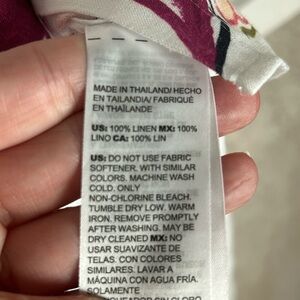 MADE IN THAILAND/ HECHO
EN TAILANDIA/ FABRIQUÉ
EN THAÏLANDE
US: 100% LINEN MX: 100%
LINO CA: 100% LIN
US: DO NOT USE FABRIC
SOFTENER. WITH SIMILAR
COLORS. MACHINE WASH
COLD. ONLY
NON-CHLORINE BLEACH.
TUMBLE DRY LOW. WARM
IRON. REMOVE PROMPTLY
AFTER WASHING. MAY BE
DRY CLEANED MX: NO
USAR SUAVIZANTE DE
TELAS. CON COLORES
SIMILARES. LAVAR A
MÁQUINA CON AGUA FRÍA.
SOLAMENTE
BLANQUEADOR SIN CLORO